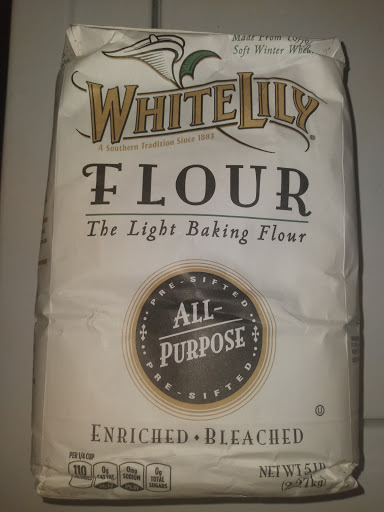 Made From 100%
Soft Winter Wheat
WHITE LILY
®
A Southern Tradition Since 1883
FLOUR
The Light Baking Flour
PRE-SIFTED
ALL-
PURPOSE
PRE-SIFTED
ENRICHED • BLEACHED
PER 1/4 CUP
110
0g
SAT FAT
0mg
SODIUM
0g
TOTAL
SUGARS
U
NET WT 5 LB
(2.27kg)